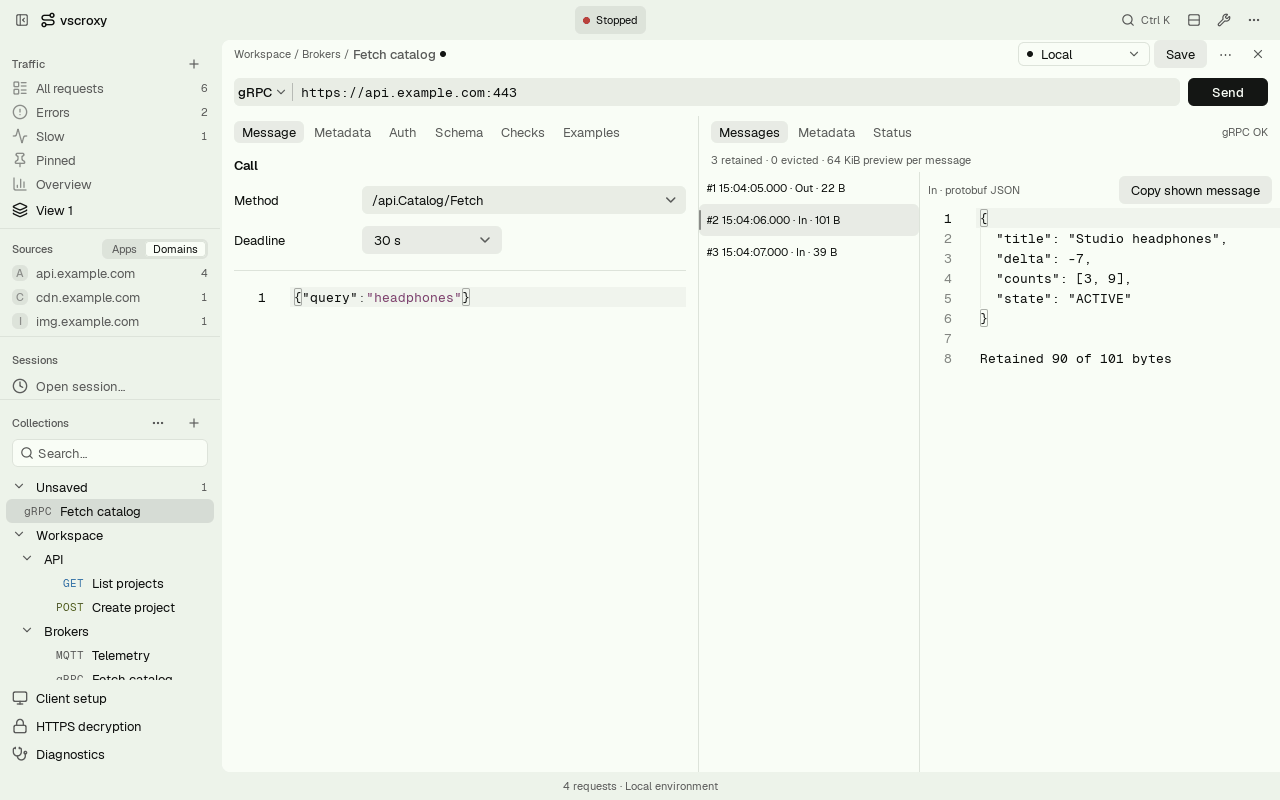 vscroxy
Stopped
Ctrl K
Traffic
All requests 6
Errors 2
Slow 1
Pinned
Overview
View 1
Sources Apps Domains
A api.example.com 4
C cdn.example.com 1
I img.example.com 1
Sessions
Open session...
Collections
Search...
Unsaved 1
gRPC Fetch catalog
Workspace
API
GET List projects
POST Create project
Brokers
MQTT Telemetry
gRPC Fetch catalog
Client setup
HTTPS decryption
Diagnostics
Workspace / Brokers / Fetch catalog
Local
Save
gRPC https://api.example.com:443
Send
Message Metadata Auth Schema Checks Examples
Call
Method /api.Catalog/Fetch
Deadline 30 s
1 {"query":"headphones"}
Messages Metadata Status
gRPC OK
3 retained · 0 evicted · 64 KiB preview per message
#1 15:04:05.000 · Out · 22 B
#2 15:04:06.000 · In · 101 B
#3 15:04:07.000 · In · 39 B
In · protobuf JSON
Copy shown message
1 {
2 "title": "Studio headphones",
3 "delta": -7,
4 "counts": [3, 9],
5 "state": "ACTIVE"
6 }
7
8 Retained 90 of 101 bytes
4 requests · Local environment